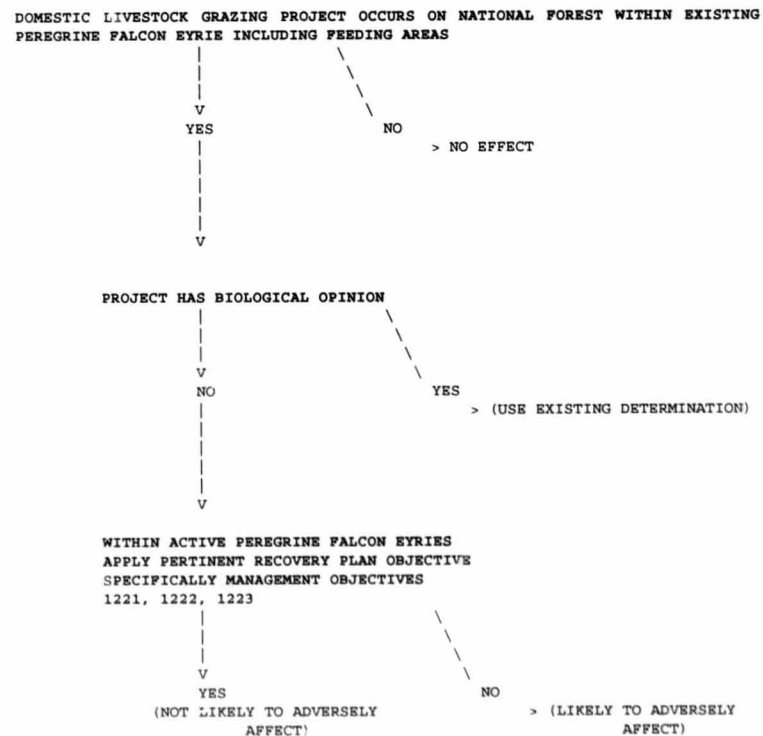 DOMESTIC LIVESTOCK GRAZING PROJECT OCCURS ON NATIONAL FOREST WITHIN EXISTING
PEREGRINE FALCON EYRIE INCLUDING FEEDING AREAS
V
YES NO
> NO EFFECT
V
PROJECT HAS BIOLOGICAL OPINION
V
NO YES
> (USE EXISTING DETERMINATION)
V
WITHIN ACTIVE PEREGRINE FALCON EYRIES
APPLY PERTINENT RECOVERY PLAN OBJECTIVE
SPECIFICALLY MANAGEMENT OBJECTIVES
1221, 1222, 1223
V
YES NO
(NOT LIKELY TO ADVERSELY > (LIKELY TO ADVERSELY
AFFECT) AFFECT)